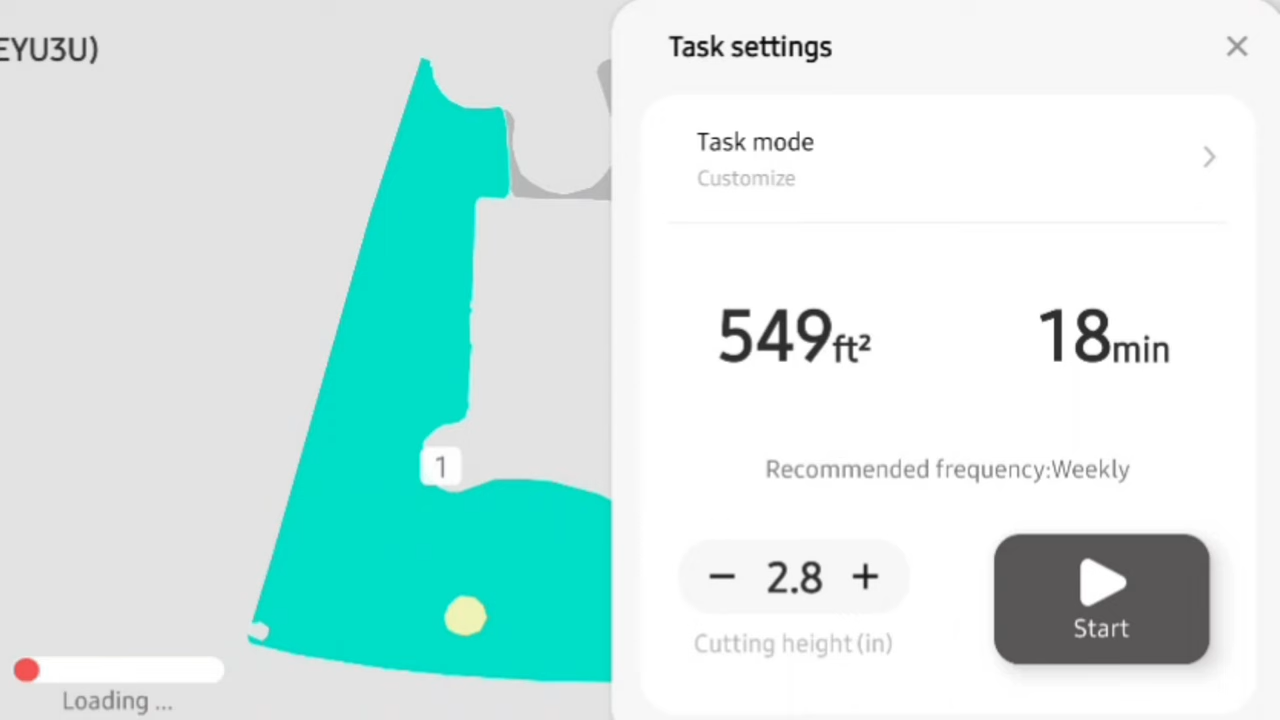 EYU3U)
Task settings
Task mode
Customize
549ft²
18min
Recommended frequency:Weekly
1
− 2.8 +
Cutting height (in)
Start
Loading ...